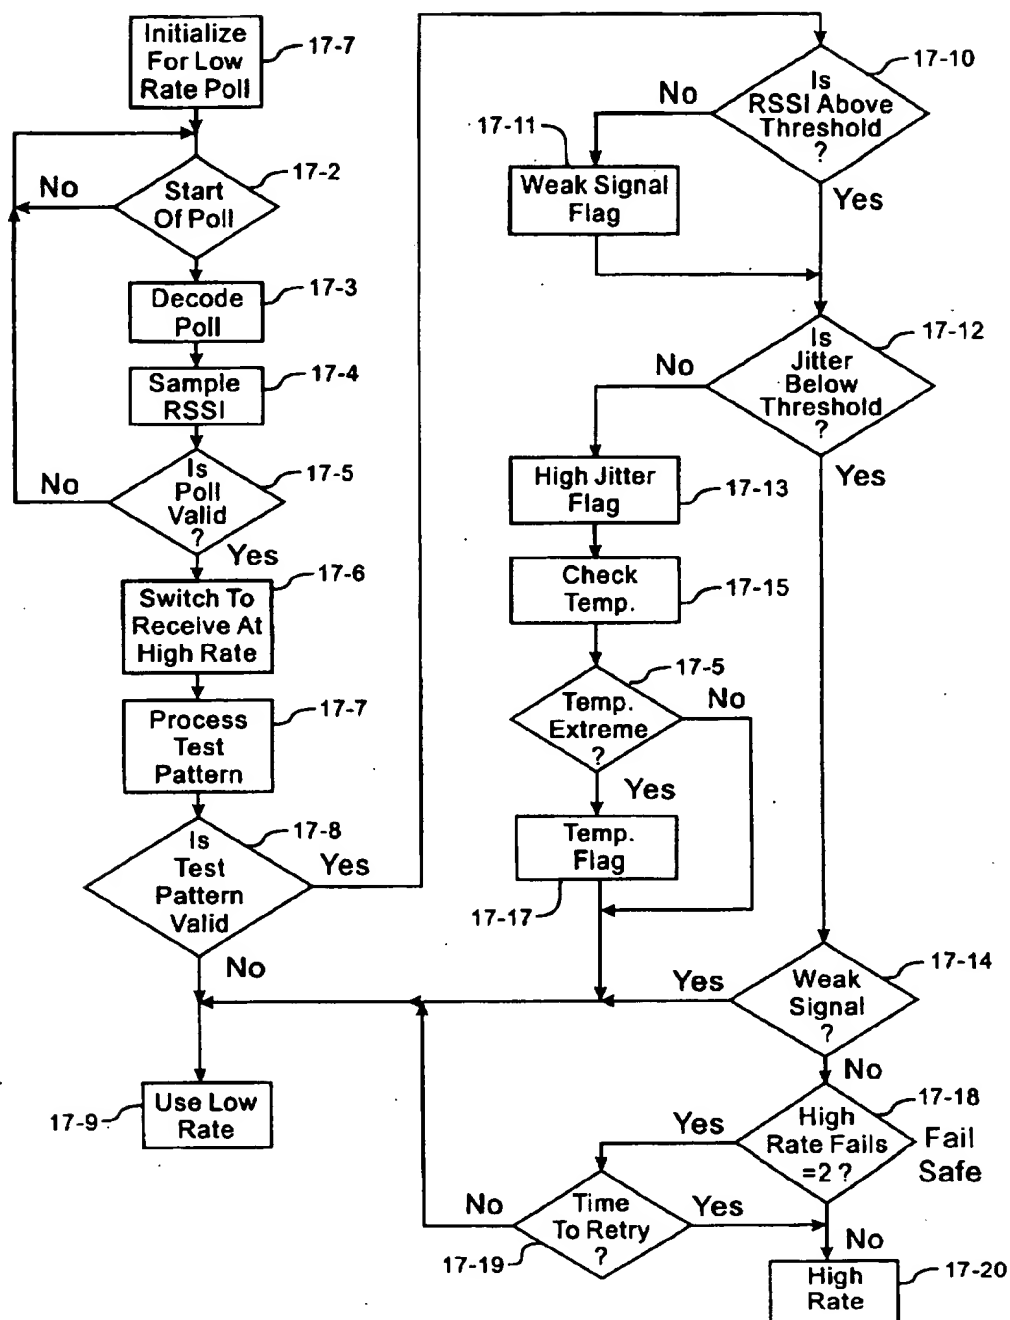 Initialize
For Low
Rate Poll
17-7
No
Start
Of Poll
17-2
Decode
Poll
17-3
Sample
RSSI
17-4
No
Is
Poll
Valid
?
17-5
Yes
Switch To
Receive At
High Rate
17-6
Process
Test
Pattern
17-7
Is
Test
Pattern
Valid
17-8
Yes
No
Use Low
Rate
17-9
Is
RSSI Above
Threshold
?
17-10
No
17-11
Weak Signal
Flag
Yes
Is
Jitter
Below
Threshold
?
17-12
No
Yes
High Jitter
Flag
17-13
Check
Temp.
17-15
Temp.
Extreme
?
17-5
No
Yes
Temp.
Flag
17-17
Weak
Signal
?
17-14
Yes
No
High
Rate Fails
=2 ?
17-18
Fail
Safe
Yes
Time
To Retry
?
17-19
No
Yes
No
High
Rate
17-20